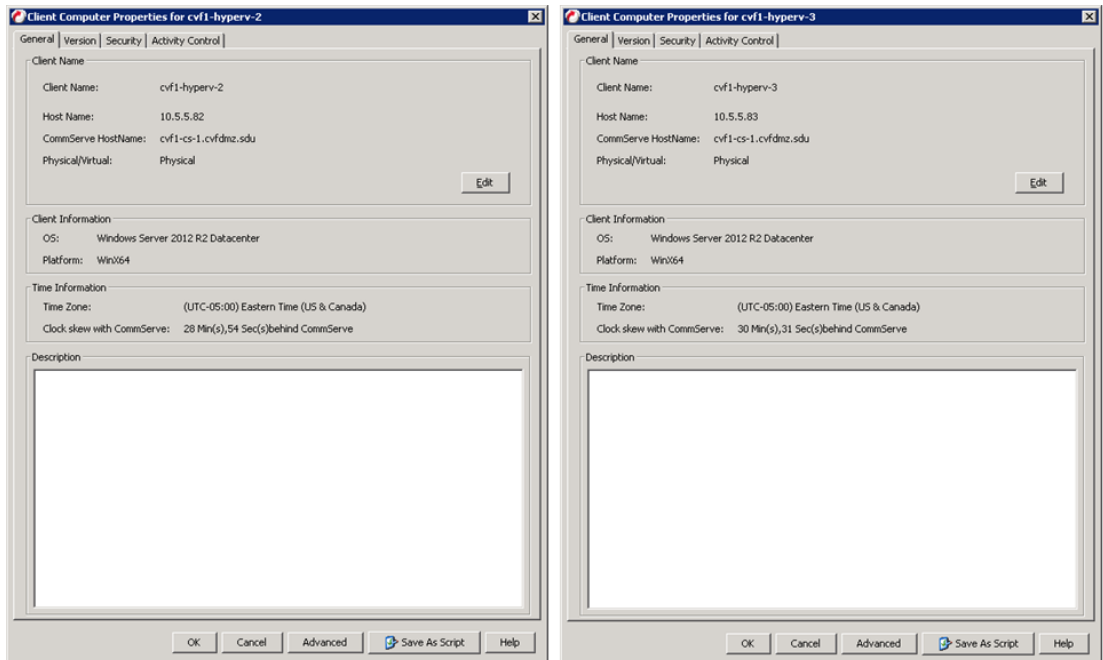 Client Computer Properties for cvf1-hyperv-2
General Version Security Activity Control
Client Name
Client Name: cvf1-hyperv-2
Host Name: 10.5.5.82
CommServe HostName: cvf1-cs-1.cvfdmz.sdu
Physical/Virtual: Physical
Edit
Client Information
OS: Windows Server 2012 R2 Datacenter
Platform: WinX64
Time Information
Time Zone: (UTC-05:00) Eastern Time (US & Canada)
Clock skew with CommServe: 28 Min(s),54 Sec(s)behind CommServe
Description
OK Cancel Advanced Save As Script Help
Client Computer Properties for cvf1-hyperv-3
General Version Security Activity Control
Client Name
Client Name: cvf1-hyperv-3
Host Name: 10.5.5.83
CommServe HostName: cvf1-cs-1.cvfdmz.sdu
Physical/Virtual: Physical
Edit
Client Information
OS: Windows Server 2012 R2 Datacenter
Platform: WinX64
Time Information
Time Zone: (UTC-05:00) Eastern Time (US & Canada)
Clock skew with CommServe: 30 Min(s),31 Sec(s)behind CommServe
Description
OK Cancel Advanced Save As Script Help